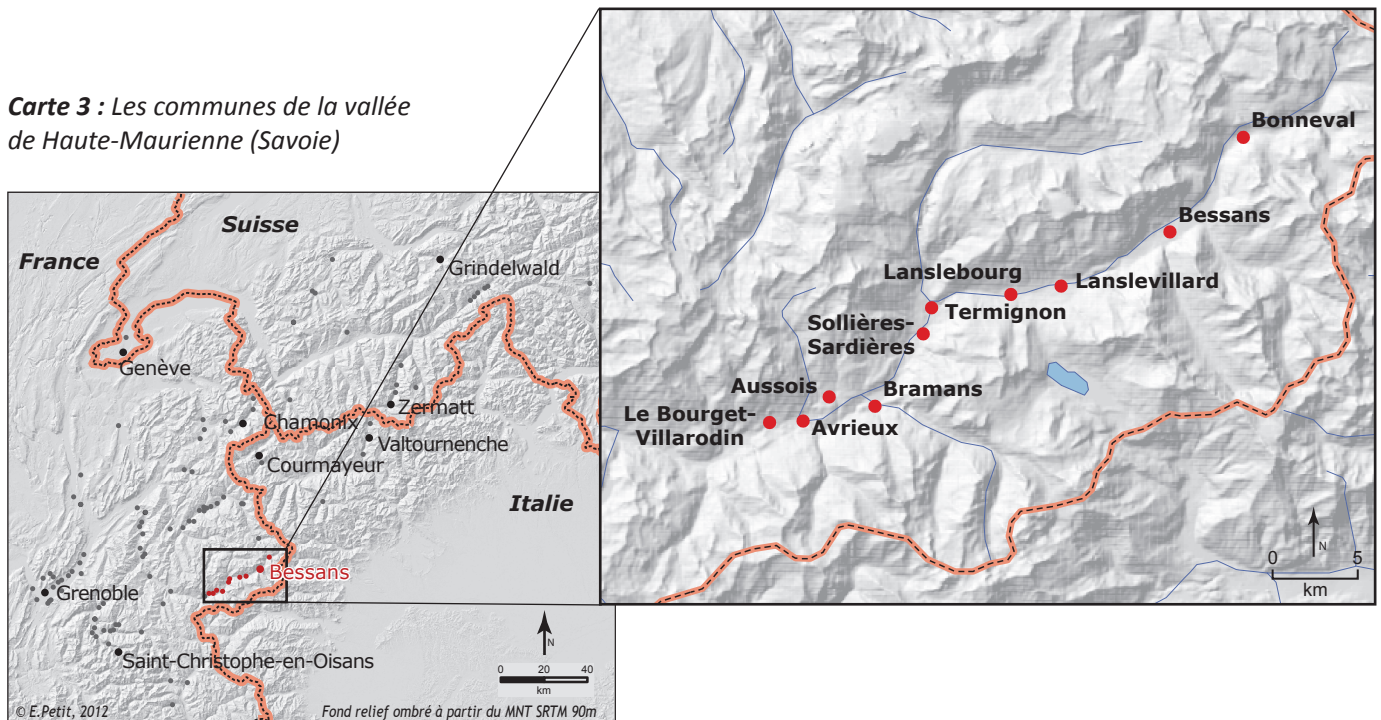 Carte 3 : Les communes de la vallée
de Haute-Maurienne (Savoie)
Suisse
France
Grindelwald
Genève
Zermatt
Chamonix
Valtournenche
Courmayeur
Italie
Bessans
Grenoble
Saint-Christophe-en-Oisans
N
0 20 40
km
© E.Petit, 2012
Fond relief ombré à partir du MNT SRTM 90m
Bonneval
Bessans
Lanslebourg
Lanslevillard
Termignon
Sollières-
Sardières
Aussois
Bramans
Le Bourget-
Villarodin
Avrieux
N
0 5
km